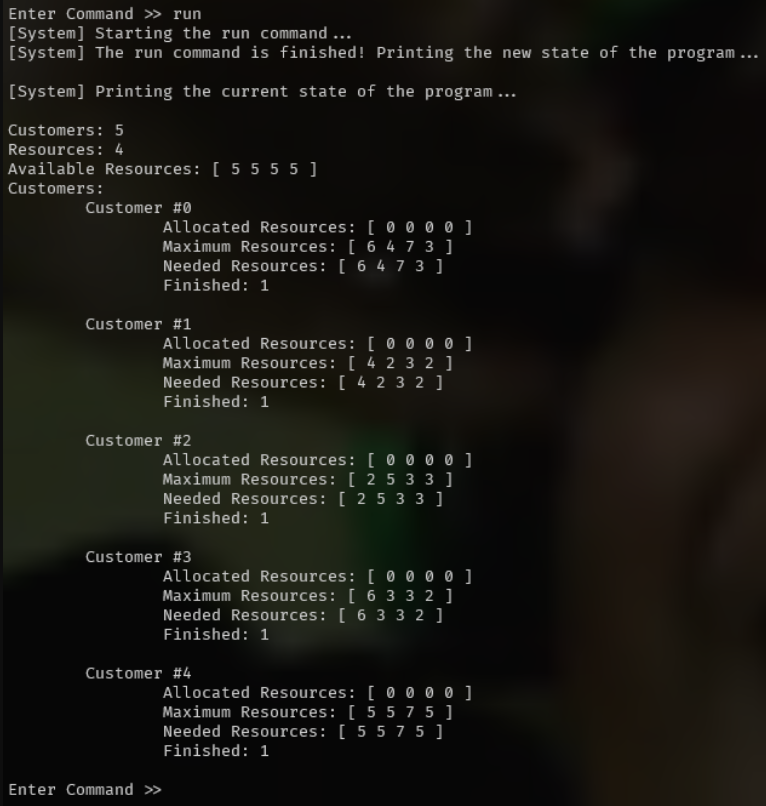 Enter Command >> run
[System] Starting the run command...
[System] The run command is finished! Printing the new state of the program...
[System] Printing the current state of the program...
Customers: 5
Resources: 4
Available Resources: [ 5 5 5 5 ]
Customers:
Customer #0
Allocated Resources: [ 0 0 0 0 ]
Maximum Resources: [ 6 4 7 3 ]
Needed Resources: [ 6 4 7 3 ]
Finished: 1
Customer #1
Allocated Resources: [ 0 0 0 0 ]
Maximum Resources: [ 4 2 3 2 ]
Needed Resources: [ 4 2 3 2 ]
Finished: 1
Customer #2
Allocated Resources: [ 0 0 0 0 ]
Maximum Resources: [ 2 5 3 3 ]
Needed Resources: [ 2 5 3 3 ]
Finished: 1
Customer #3
Allocated Resources: [ 0 0 0 0 ]
Maximum Resources: [ 6 3 3 2 ]
Needed Resources: [ 6 3 3 2 ]
Finished: 1
Customer #4
Allocated Resources: [ 0 0 0 0 ]
Maximum Resources: [ 5 5 7 5 ]
Needed Resources: [ 5 5 7 5 ]
Finished: 1
Enter Command >>